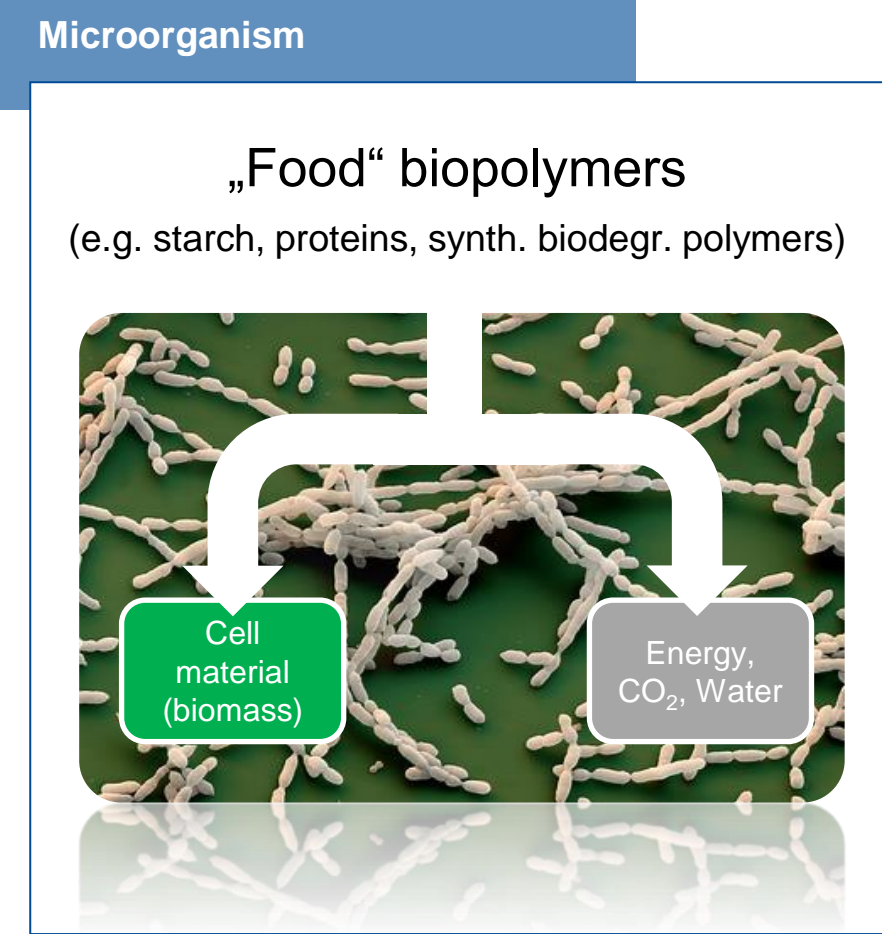 Microorganism
„Food“ biopolymers
(e.g. starch, proteins, synth. biodegr. polymers)
Cell
material
(biomass)
Energy,
CO₂, Water